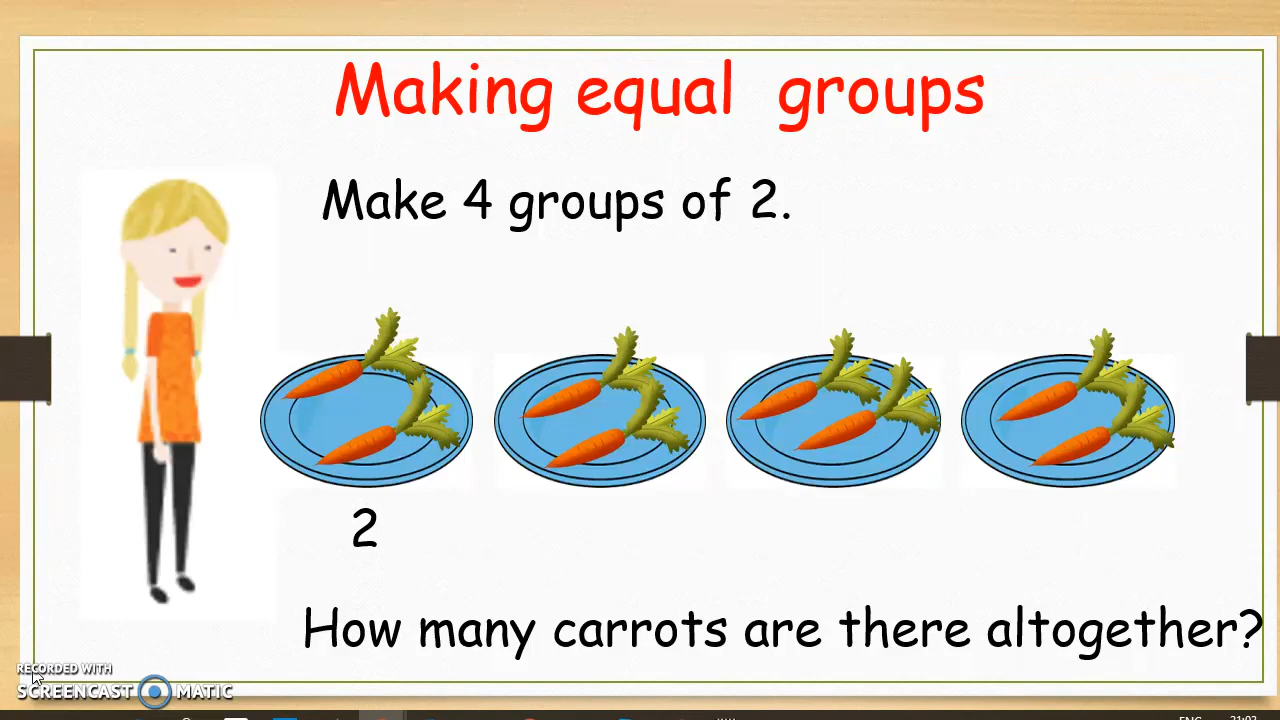 Making equal groups
Make 4 groups of 2.
2
How many carrots are there altogether?
RECORDED WITH
SCREENCAST MATIC